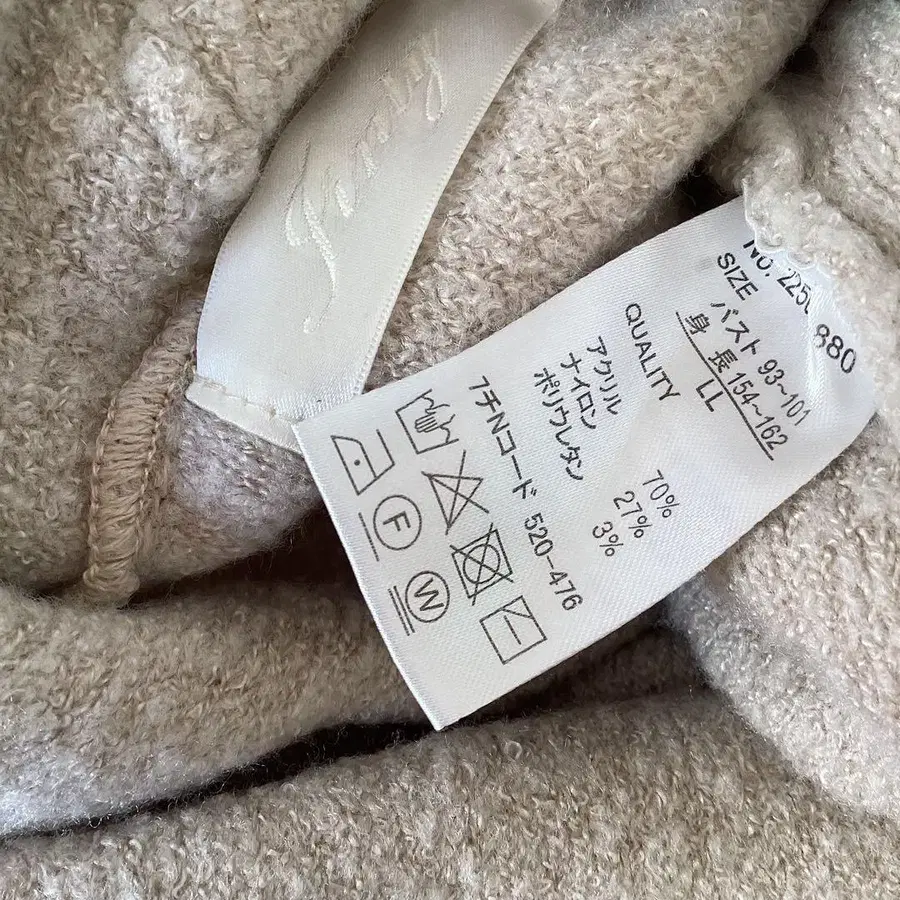 SIZE
バスト 93~101
身 長 154~162
LL
QUALITY
アクリル 70%
ナイロン 27%
ポリウレタン 3%
7チNコード 520-476
F
W